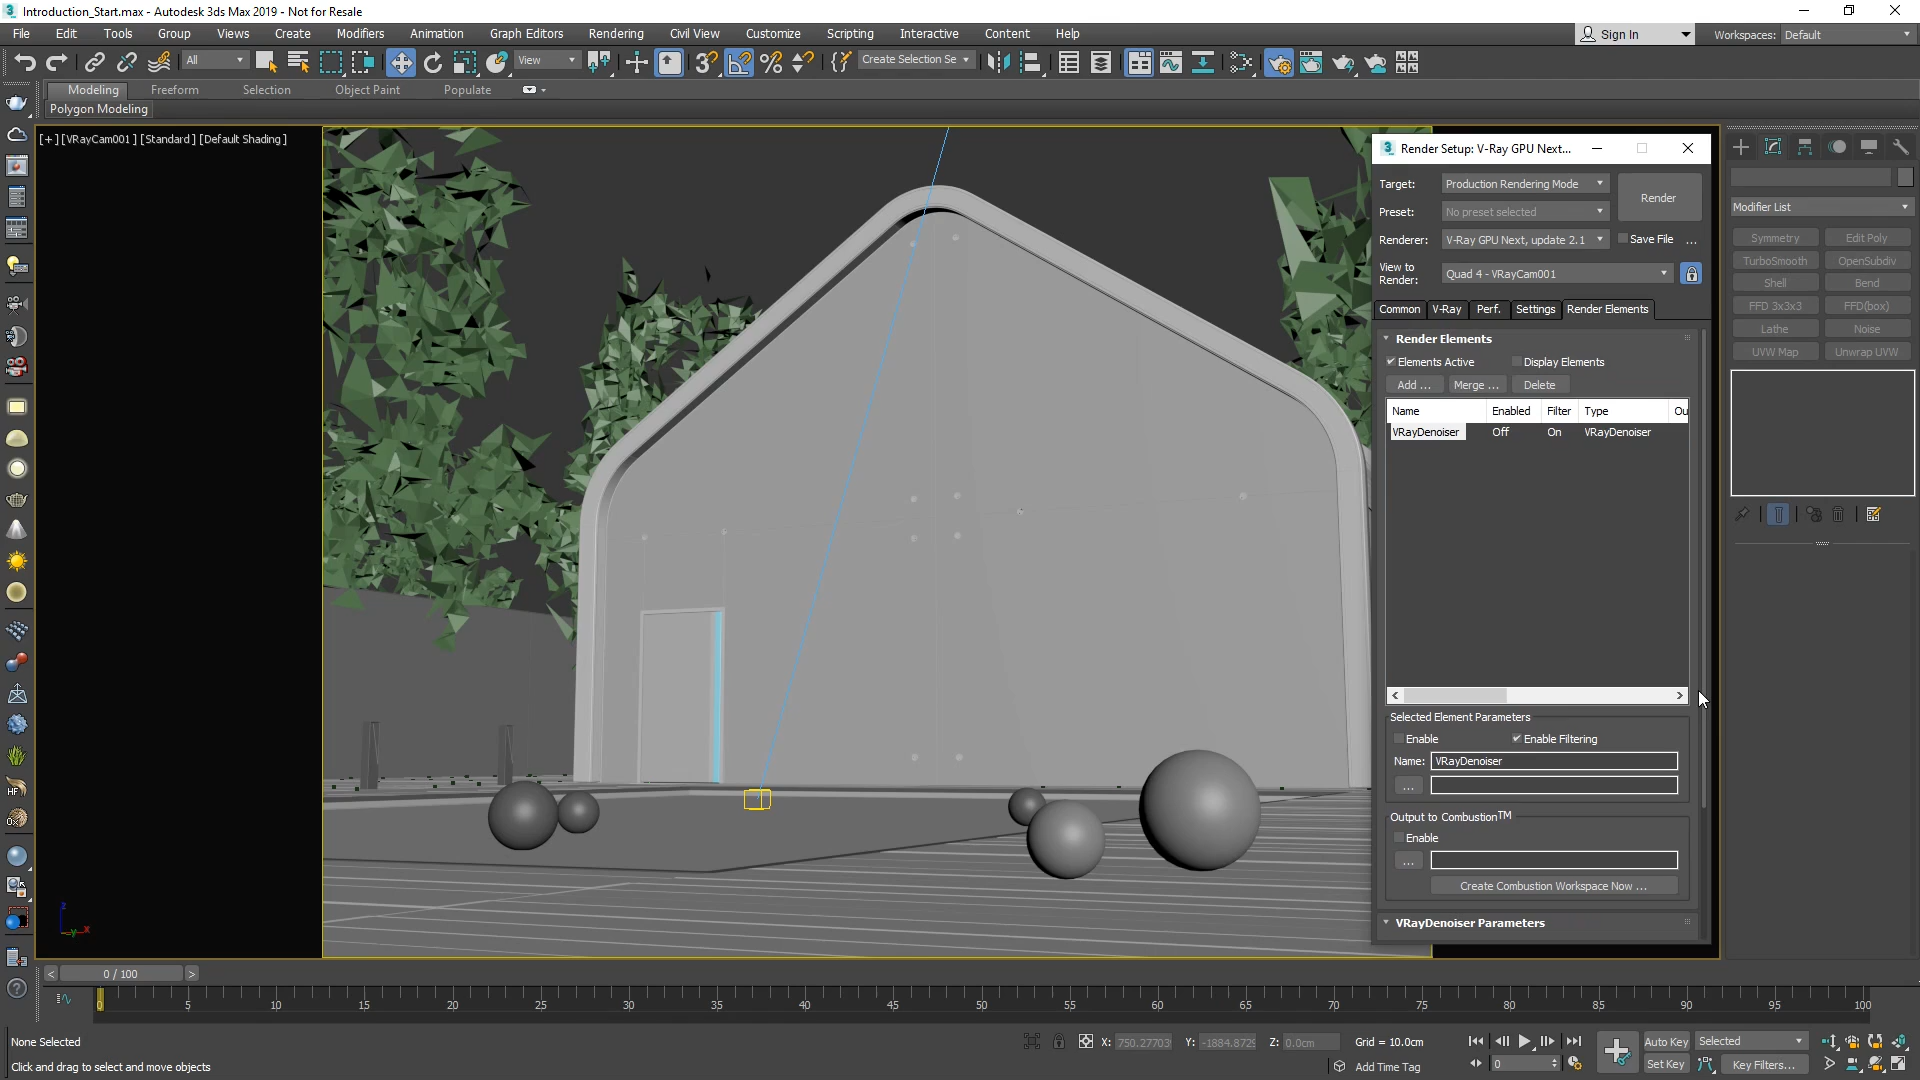 Introduction_Start.max - Autodesk 3ds Max 2019 - Not for Resale
File Edit Tools Group Views Create Modifiers Animation Graph Editors Rendering Civil View Customize Scripting Interactive Content Help
Sign In Workspaces: Default
All View Create Selection Se
Modeling Freeform Selection Object Paint Populate
Polygon Modeling
[+] [VRayCam001] [Standard] [Default Shading]
Render Setup: V-Ray GPU Next...
Target: Production Rendering Mode
Render
Preset: No preset selected
Renderer: V-Ray GPU Next, update 2.1 Save File ...
View to Render: Quad 4 - VRayCam001
Common V-Ray Perf. Settings Render Elements
Render Elements
Elements Active Display Elements
Add ... Merge ... Delete
Name Enabled Filter Type Ou
VRayDenoiser Off On VRayDenoiser
Selected Element Parameters
Enable Enable Filtering
Name: VRayDenoiser
...
Output to Combustion™
Enable
...
Create Combustion Workspace Now ...
VRayDenoiser Parameters
Modifier List
Symmetry Edit Poly
TurboSmooth OpenSubdiv
Shell Bend
FFD 3x3x3 FFD(box)
Lathe Noise
UVW Map Unwrap UVW
z
y x
0 / 100
0 5 10 15 20 25 30 35 40 45 50 55 60 65 70 75 80 85 90 95 100
None Selected
X: 750.2770 Y: -1884.872 Z: 0.0cm Grid = 10.0cm
Auto Key Selected
Click and drag to select and move objects
Add Time Tag
0
Set Key Key Filters...